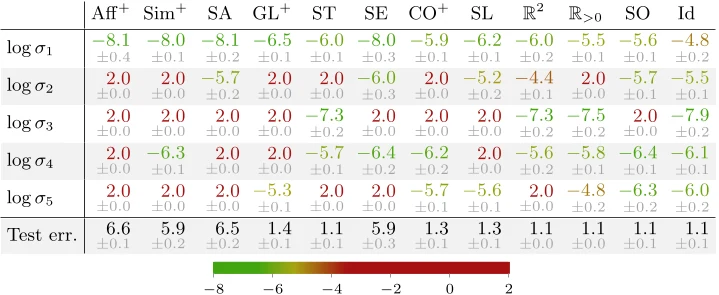 Aff⁺ Sim⁺ SA GL⁺ ST SE CO⁺ SL ℝ² ℝ>0 SO Id
log σ₁ −8.1 −8.0 −8.1 −6.5 −6.0 −8.0 −5.9 −6.2 −6.0 −5.5 −5.6 −4.8
±0.4 ±0.1 ±0.2 ±0.1 ±0.1 ±0.3 ±0.1 ±0.1 ±0.2 ±0.1 ±0.1 ±0.2
log σ₂ 2.0 2.0 −5.7 2.0 2.0 −6.0 2.0 −5.2 −4.4 2.0 −5.7 −5.5
±0.0 ±0.0 ±0.2 ±0.0 ±0.0 ±0.3 ±0.0 ±0.2 ±0.1 ±0.0 ±0.1 ±0.1
log σ₃ 2.0 2.0 2.0 2.0 −7.3 2.0 2.0 2.0 −7.3 −7.5 2.0 −7.9
±0.0 ±0.0 ±0.0 ±0.0 ±0.2 ±0.0 ±0.0 ±0.0 ±0.2 ±0.2 ±0.0 ±0.2
log σ₄ 2.0 −6.3 2.0 2.0 −5.7 −6.4 −6.2 2.0 −5.6 −5.8 −6.4 −6.1
±0.0 ±0.1 ±0.0 ±0.0 ±0.1 ±0.2 ±0.2 ±0.0 ±0.2 ±0.1 ±0.1 ±0.1
log σ₅ 2.0 2.0 2.0 −5.3 2.0 2.0 −5.7 −5.6 2.0 −4.8 −6.3 −6.0
±0.0 ±0.0 ±0.0 ±0.1 ±0.0 ±0.0 ±0.1 ±0.1 ±0.0 ±0.2 ±0.2 ±0.2
Test err. 6.6 5.9 6.5 1.4 1.1 5.9 1.3 1.3 1.1 1.1 1.1 1.1
±0.1 ±0.2 ±0.2 ±0.1 ±0.1 ±0.3 ±0.1 ±0.1 ±0.0 ±0.0 ±0.1 ±0.1
−8 −6 −4 −2 0 2